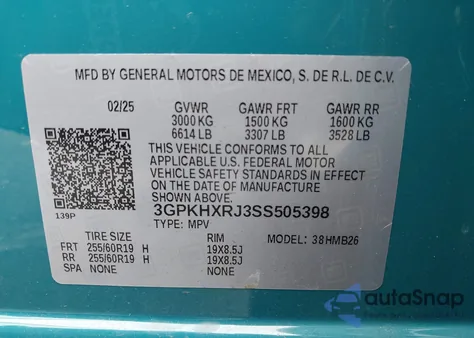 MFD BY GENERAL MOTORS DE MEXICO, S. DE R.L. DE C.V.
02/25 GVWR GAWR FRT GAWR RR
3000 KG 1500 KG 1600 KG
6614 LB 3307 LB 3528 LB
THIS VEHICLE CONFORMS TO ALL
APPLICABLE U.S. FEDERAL MOTOR
VEHICLE SAFETY STANDARDS IN
EFFECT ON THE DATE OF MANUFACTURE
SHOWN ABOVE.
3GPKHXRJ3SS505398
139P TYPE: MPV MODEL: 38HMB26
TIRE SIZE RIM
FRT 255/60R19 H 19X8.5J
RR 255/60R19 H 19X8.5J
SPA NONE NONE
autoSnap